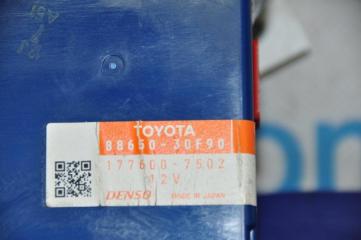 TOYOTA
88650-30F90
177600-7502
12V
DENSO MADE IN JAPAN